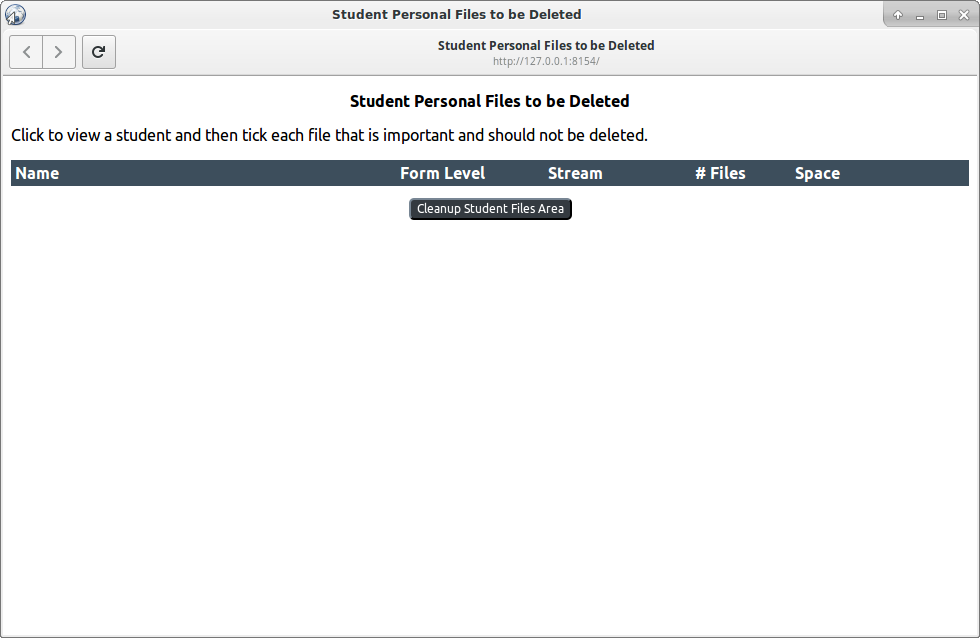 Student Personal Files to be Deleted
Student Personal Files to be Deleted
http://127.0.0.1:8154/
Student Personal Files to be Deleted
Click to view a student and then tick each file that is important and should not be deleted.
Name Form Level Stream # Files Space
Cleanup Student Files Area